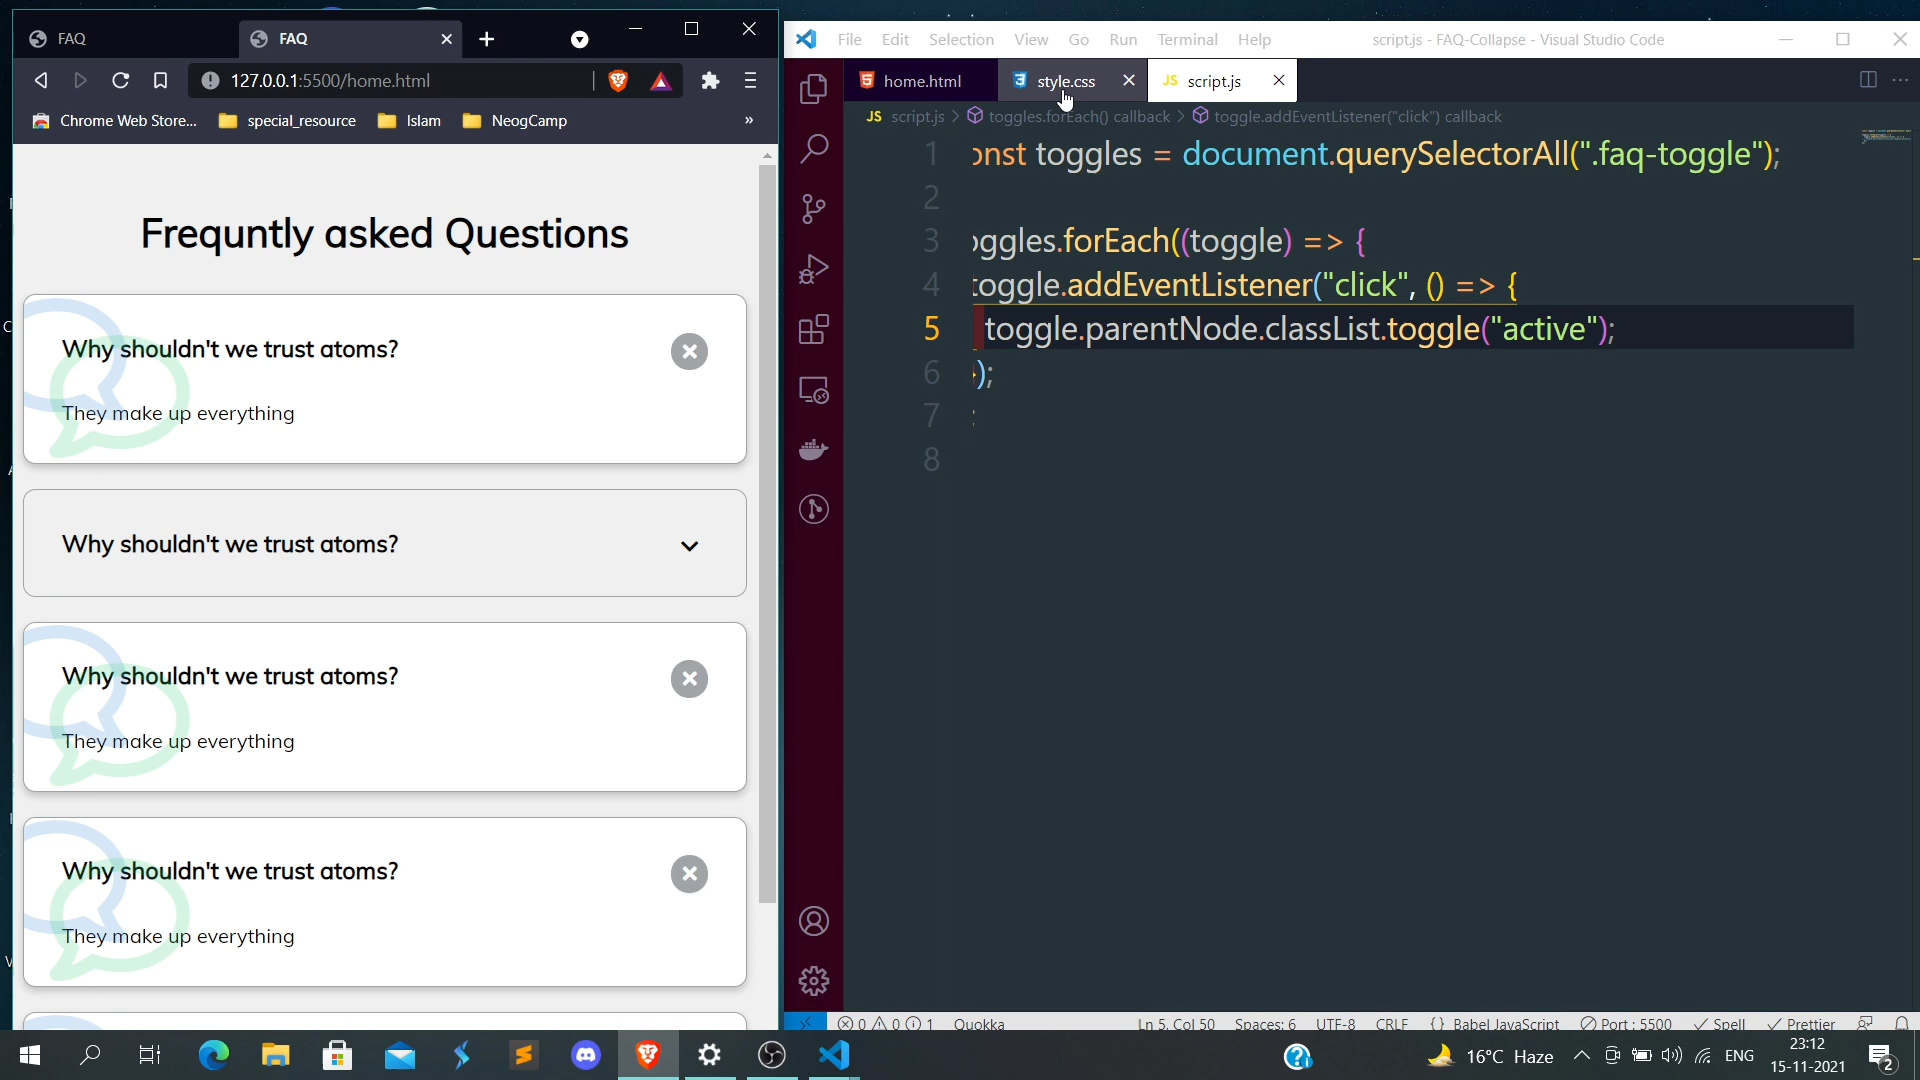 FAQ
FAQ
127.0.0.1:5500/home.html
Chrome Web Store...
special_resource
Islam
NeogCamp
»
Frequntly asked Questions
Why shouldn't we trust atoms?
They make up everything
Why shouldn't we trust atoms?
Why shouldn't we trust atoms?
They make up everything
Why shouldn't we trust atoms?
They make up everything
File Edit Selection View Go Run Terminal Help
script.js - FAQ-Collapse - Visual Studio Code
home.html
style.css
JS script.js
JS script.js > toggles.forEach() callback > toggle.addEventListener("click") callback
1 onst toggles = document.querySelectorAll(".faq-toggle");
2
3 oggles.forEach((toggle) => {
4 toggle.addEventListener("click", () => {
5 toggle.parentNode.classList.toggle("active");
6 });
7 ;
8
0 0 1 Quokka Ln 5, Col 50 Spaces: 6 UTF-8 CRLF {} Babel JavaScript Port : 5500 Spell Prettier
16°C Haze
ENG
23:12
15-11-2021
2